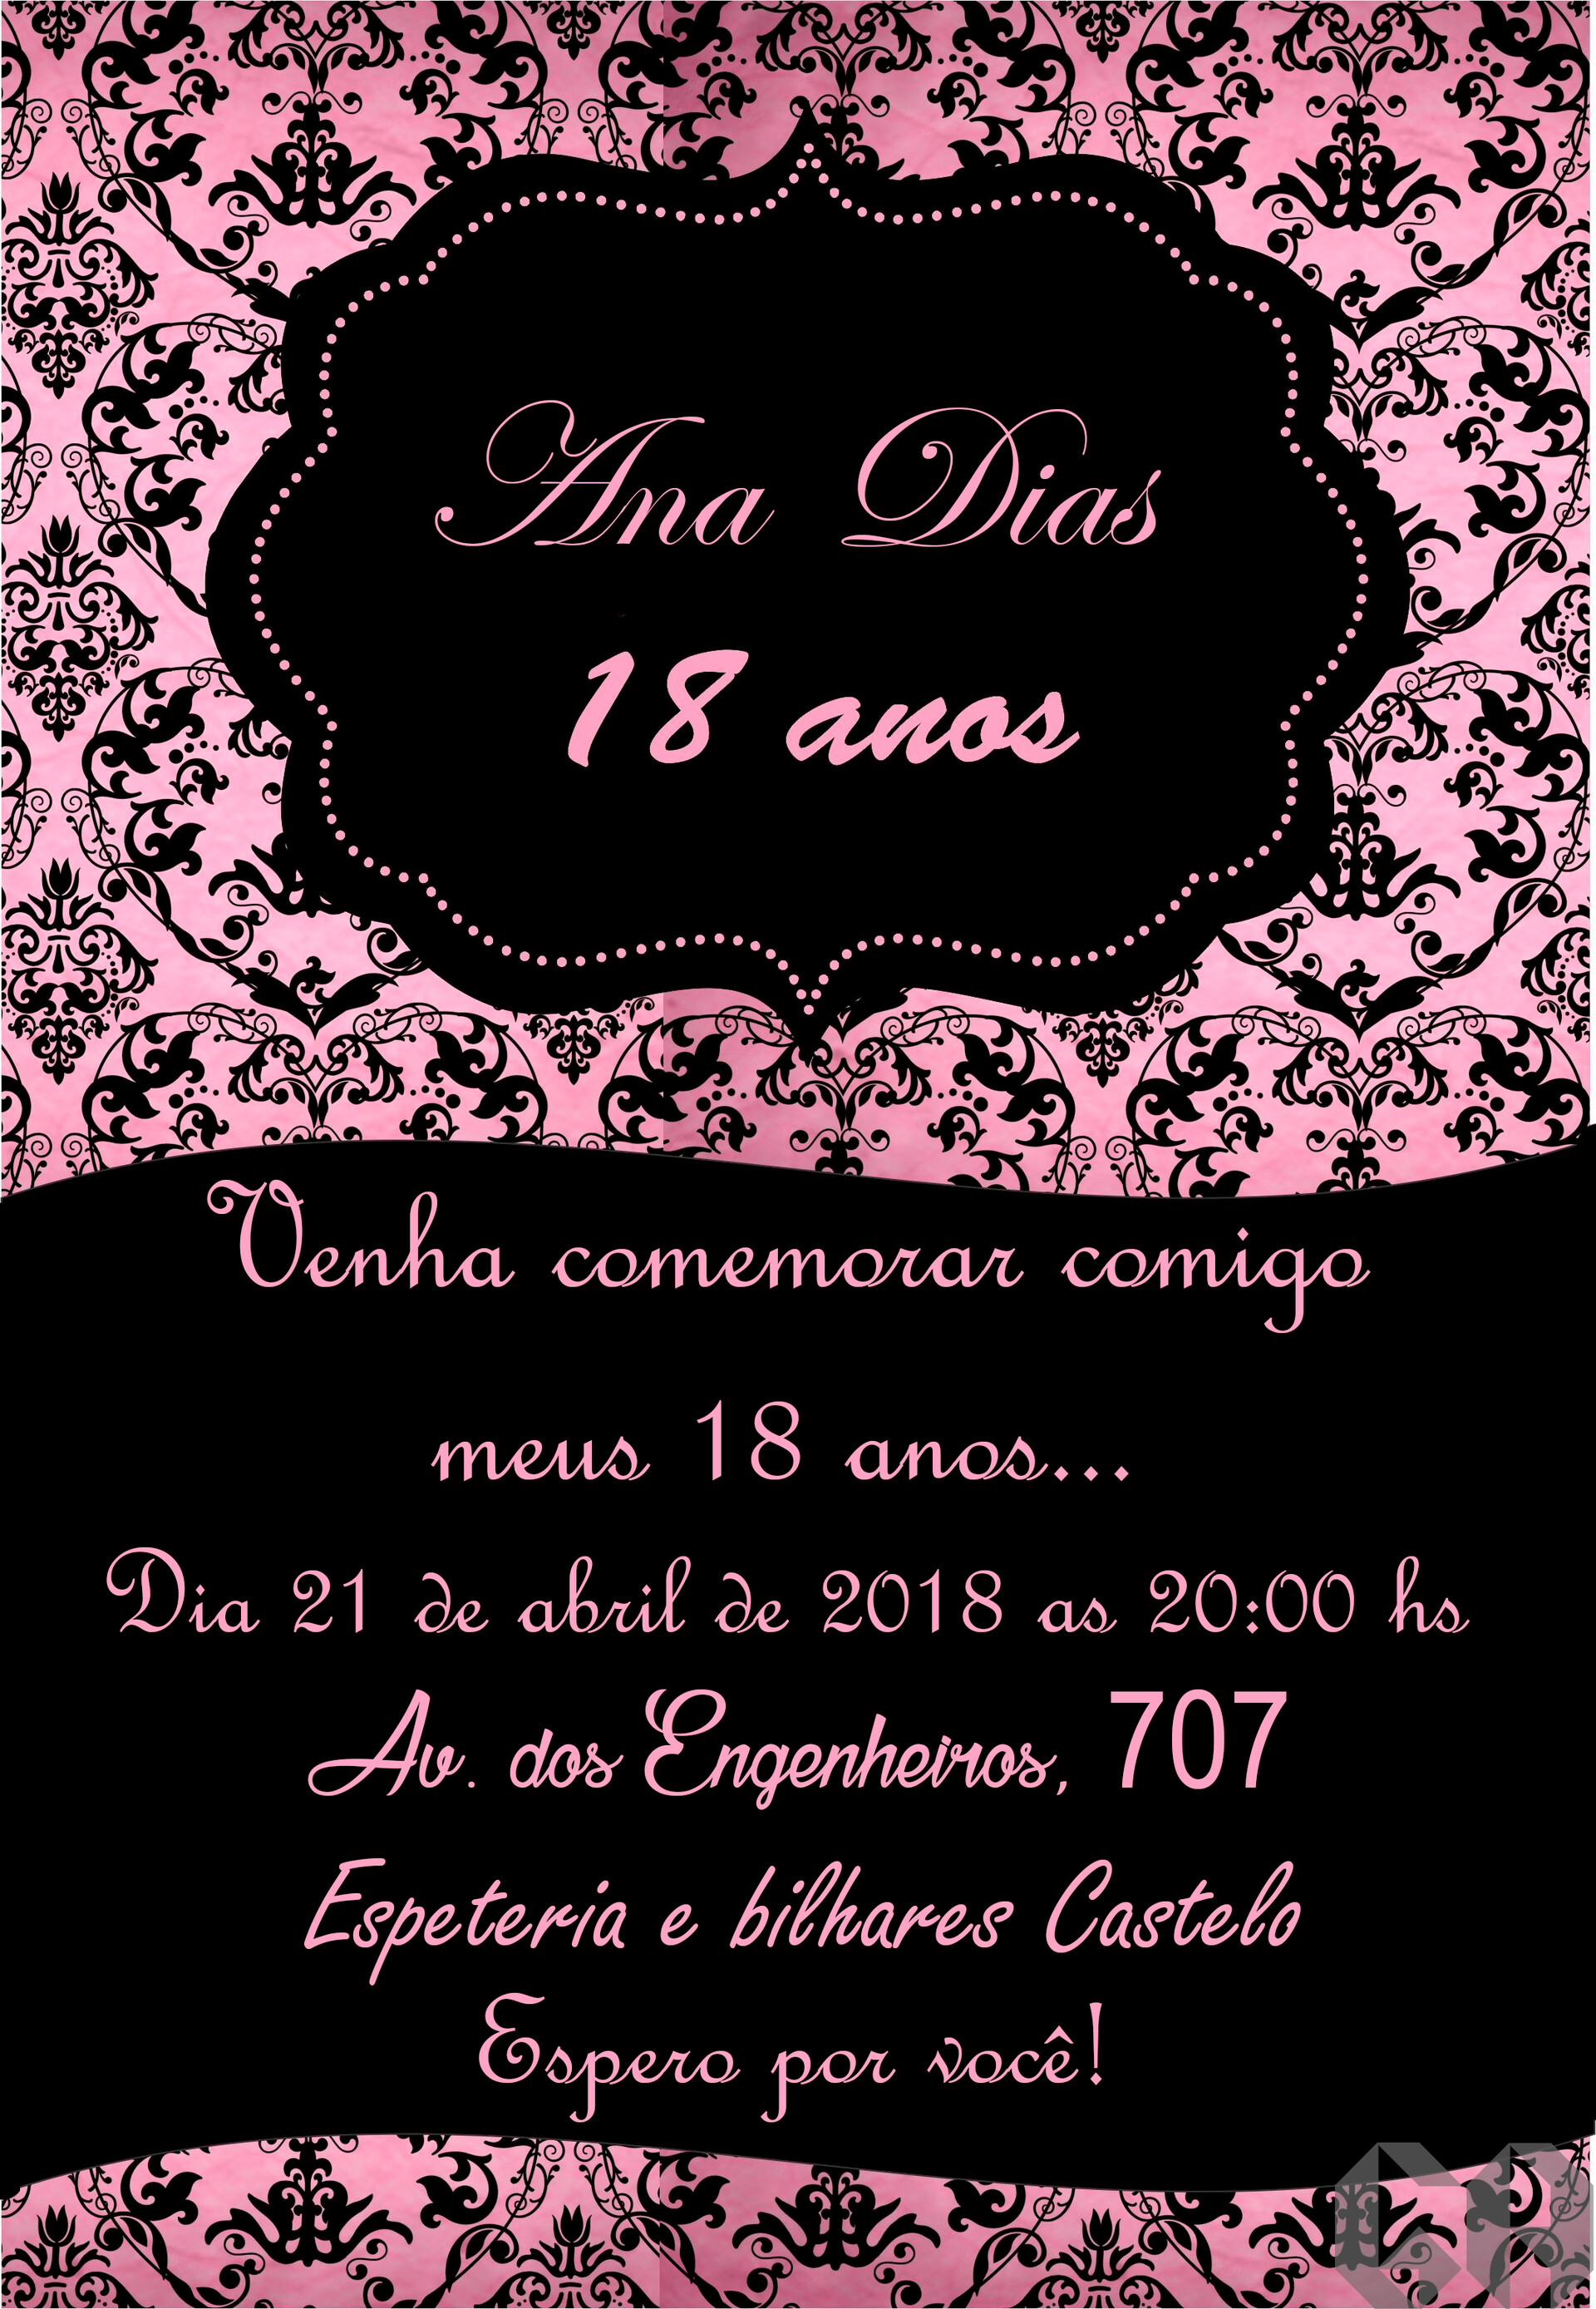 Ana Dias
18 anos
Venha comemorar comigo
meus 18 anos...
Dia 21 de abril de 2018 as 20:00 hs
Av. dos Engenheiros, 707
Espeteria e bilhares Castelo
Espero por você!